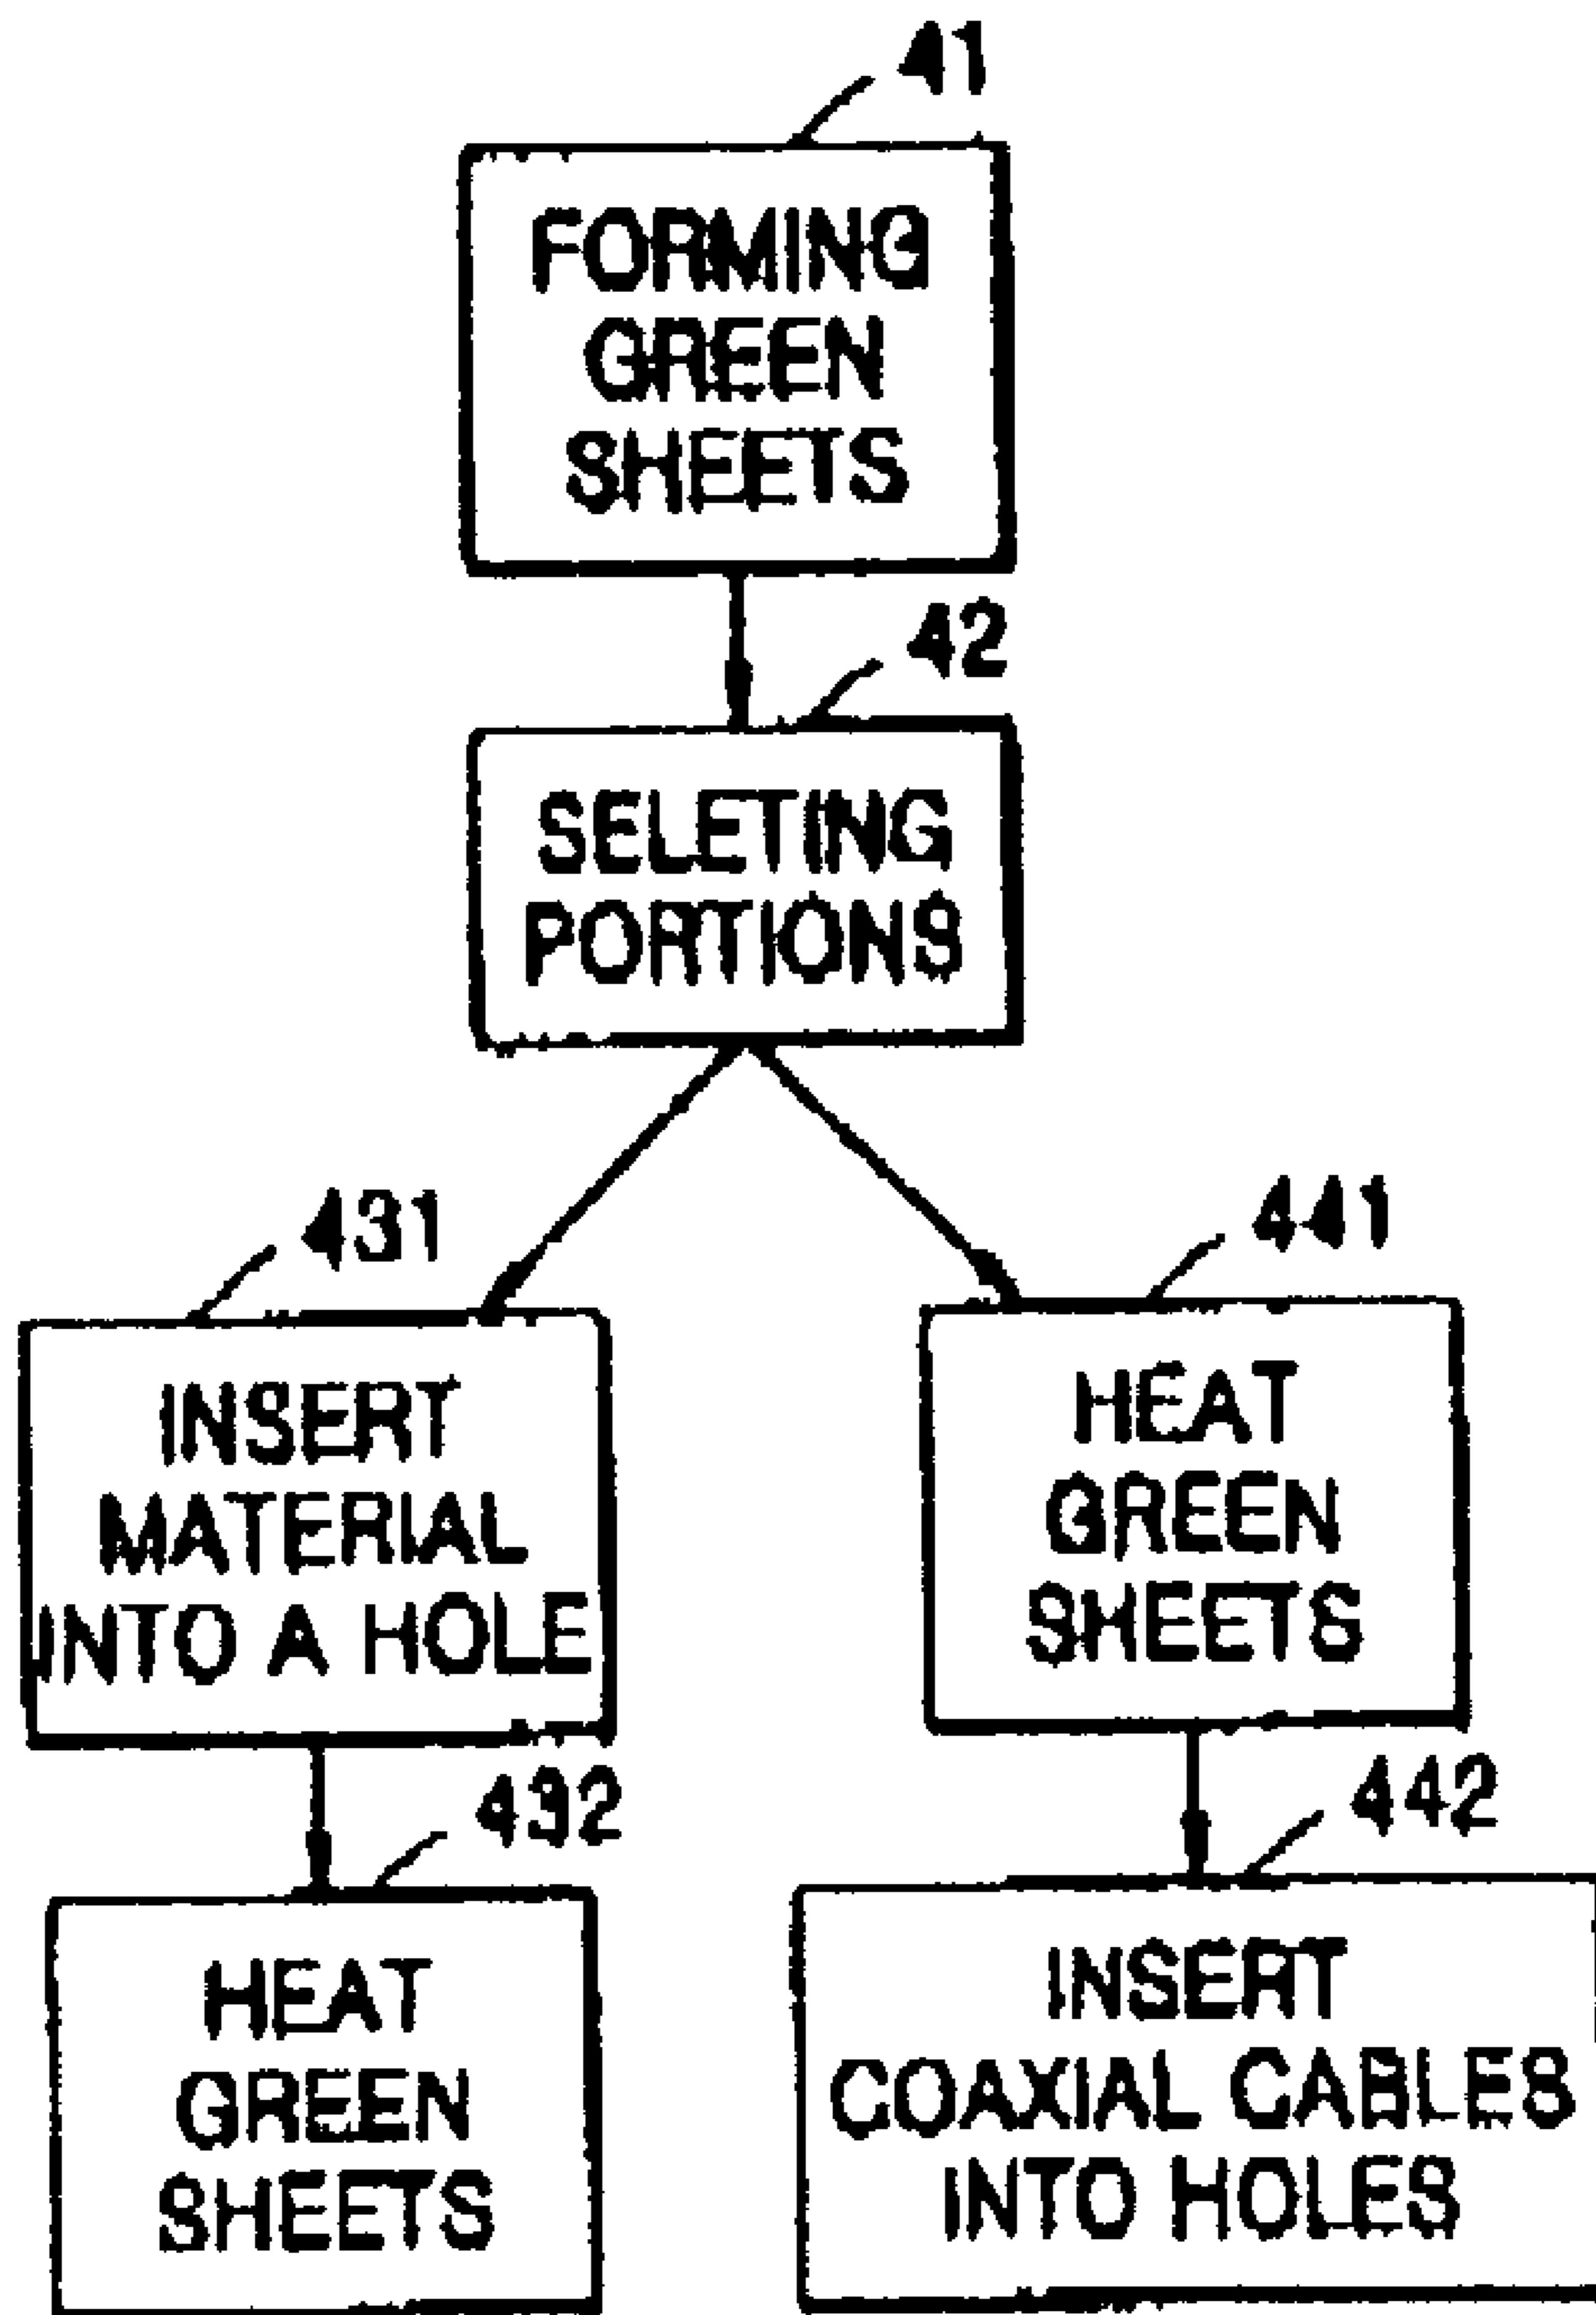 41
FORMING
GREEN
SHEETS
42
SELETING
PORTIONS
431
INSERT
MATERIAL
INTO A HOLE
441
HEAT
GREEN
SHEETS
432
HEAT
GREEN
SHEETS
442
INSERT
COAXIAL CABLES
INTO HOLES